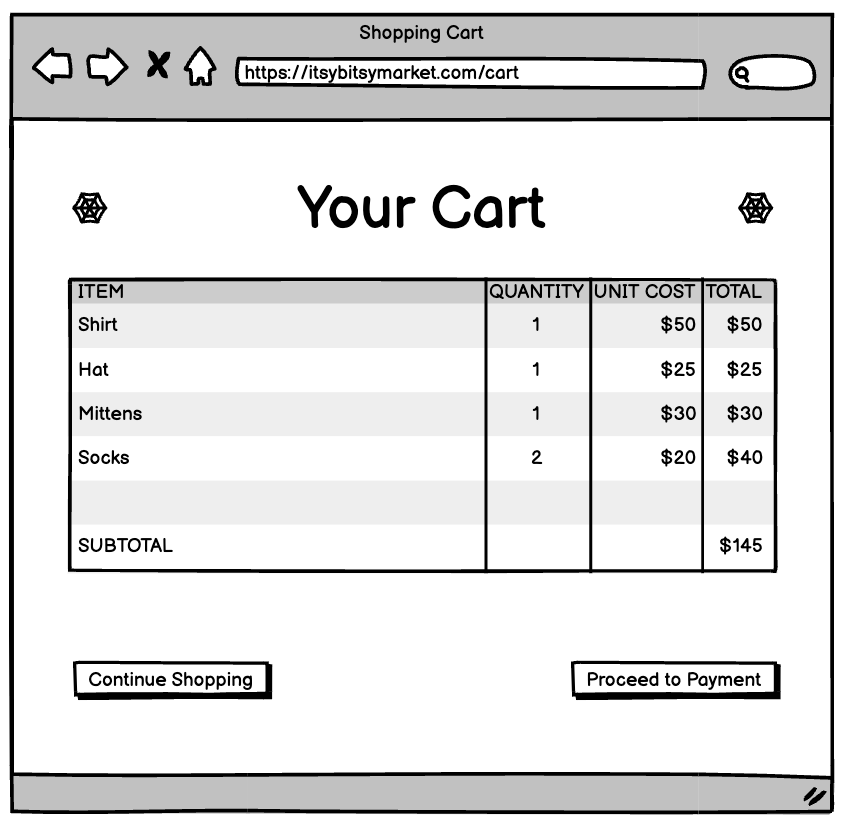 Shopping Cart
https://itsybitsymarket.com/cart
Your Cart
ITEM QUANTITY UNIT COST TOTAL
Shirt 1 $50 $50
Hat 1 $25 $25
Mittens 1 $30 $30
Socks 2 $20 $40
SUBTOTAL $145
Continue Shopping Proceed to Payment